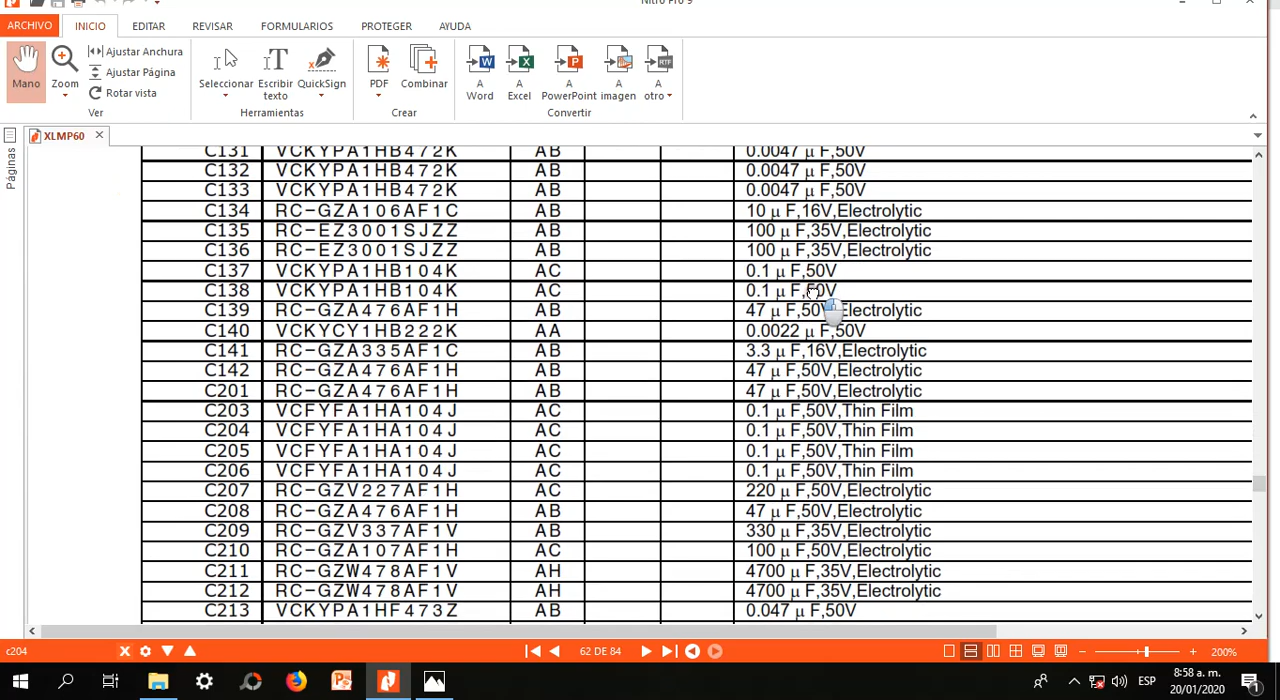 Nitro Pro 9
ARCHIVO INICIO EDITAR REVISAR FORMULARIOS PROTEGER AYUDA
Mano
Zoom
Ajustar Anchura
Ajustar Página
Rotar vista
Ver
Seleccionar
Escribir texto
QuickSign
Herramientas
PDF
Combinar
Crear
A Word
A Excel
A PowerPoint
A imagen
A otro
Convertir
XLMP60
Páginas
C131 VCKYPA1HB472K AB 0.0047 μ F,50V
C132 VCKYPA1HB472K AB 0.0047 μ F,50V
C133 VCKYPA1HB472K AB 0.0047 μ F,50V
C134 RC-GZA106AF1C AB 10 μ F,16V,Electrolytic
C135 RC-EZ3001SJZZ AB 100 μ F,35V,Electrolytic
C136 RC-EZ3001SJZZ AB 100 μ F,35V,Electrolytic
C137 VCKYPA1HB104K AC 0.1 μ F,50V
C138 VCKYPA1HB104K AC 0.1 μ F,50V
C139 RC-GZA476AF1H AB 47 μ F,50V,Electrolytic
C140 VCKYCY1HB222K AA 0.0022 μ F,50V
C141 RC-GZA335AF1C AB 3.3 μ F,16V,Electrolytic
C142 RC-GZA476AF1H AB 47 μ F,50V,Electrolytic
C201 RC-GZA476AF1H AB 47 μ F,50V,Electrolytic
C203 VCFYFA1HA104J AC 0.1 μ F,50V,Thin Film
C204 VCFYFA1HA104J AC 0.1 μ F,50V,Thin Film
C205 VCFYFA1HA104J AC 0.1 μ F,50V,Thin Film
C206 VCFYFA1HA104J AC 0.1 μ F,50V,Thin Film
C207 RC-GZV227AF1H AC 220 μ F,50V,Electrolytic
C208 RC-GZA476AF1H AB 47 μ F,50V,Electrolytic
C209 RC-GZV337AF1V AB 330 μ F,35V,Electrolytic
C210 RC-GZA107AF1H AC 100 μ F,50V,Electrolytic
C211 RC-GZW478AF1V AH 4700 μ F,35V,Electrolytic
C212 RC-GZW478AF1V AH 4700 μ F,35V,Electrolytic
C213 VCKYPA1HF473Z AB 0.047 μ F,50V
c204
62 DE 84
200%
ESP
8:58 a. m.
20/01/2020
1